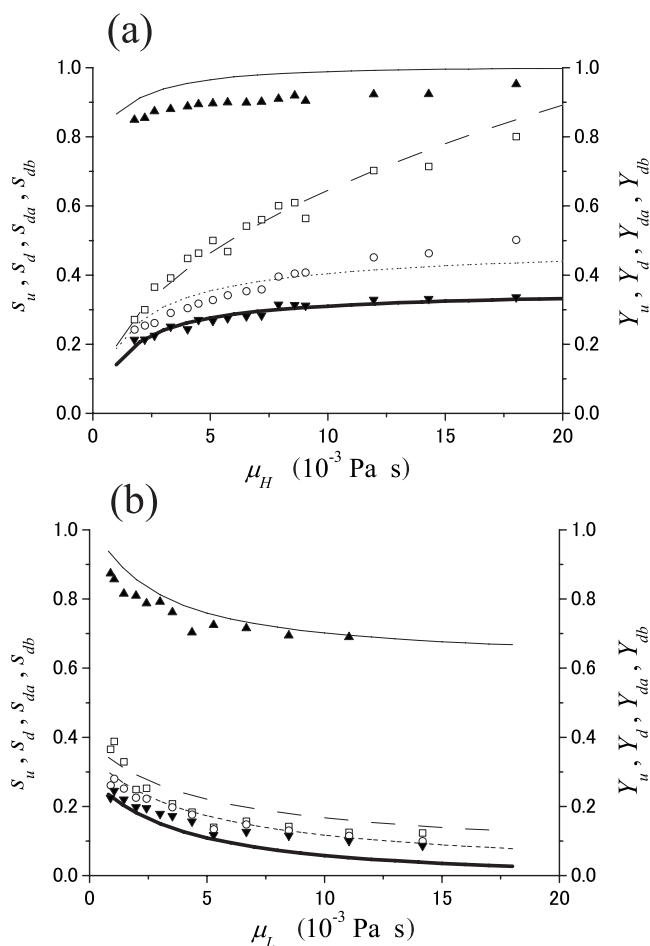 (a)
1.0 1.0
0.8 0.8
0.6 0.6
0.4 0.4
0.2 0.2
0.0 0.0
s_u, s_d, s_da, s_db
Y_u, Y_d, Y_da, Y_db
0 5 10 15 20
μ_H (10⁻³ Pa s)
(b)
1.0 1.0
0.8 0.8
0.6 0.6
0.4 0.4
0.2 0.2
0.0 0.0
s_u, s_d, s_da, s_db
Y_u, Y_d, Y_da, Y_db
0 5 10 15 20
μ_L (10⁻³ Pa s)